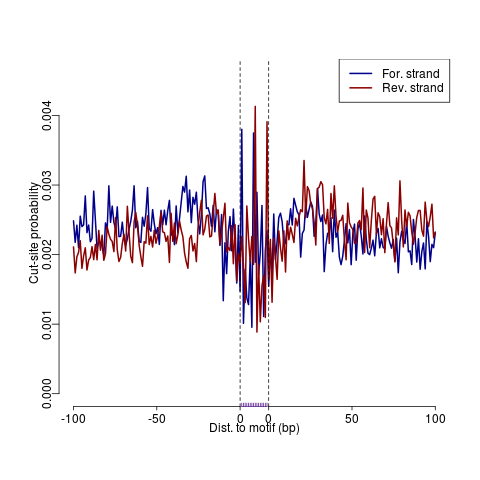 For. strand
Rev. strand
Cut-site probability
0.004
0.003
0.002
0.001
0.000
-100 -50 0 0 50 100
Dist. to motif (bp)